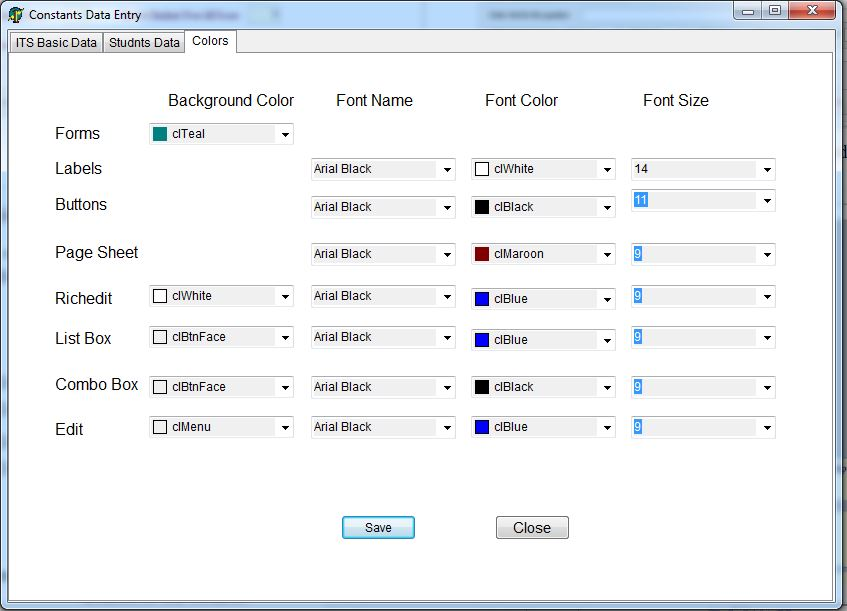 Constants Data Entry
ITS Basic Data Studnts Data Colors
Background Color Font Name Font Color Font Size
Forms clTeal
Labels Arial Black clWhite 14
Buttons Arial Black clBlack 11
Page Sheet Arial Black clMaroon 9
Richedit clWhite Arial Black clBlue 9
List Box clBtnFace Arial Black clBlue 9
Combo Box clBtnFace Arial Black clBlack 9
Edit clMenu Arial Black clBlue 9
Save Close